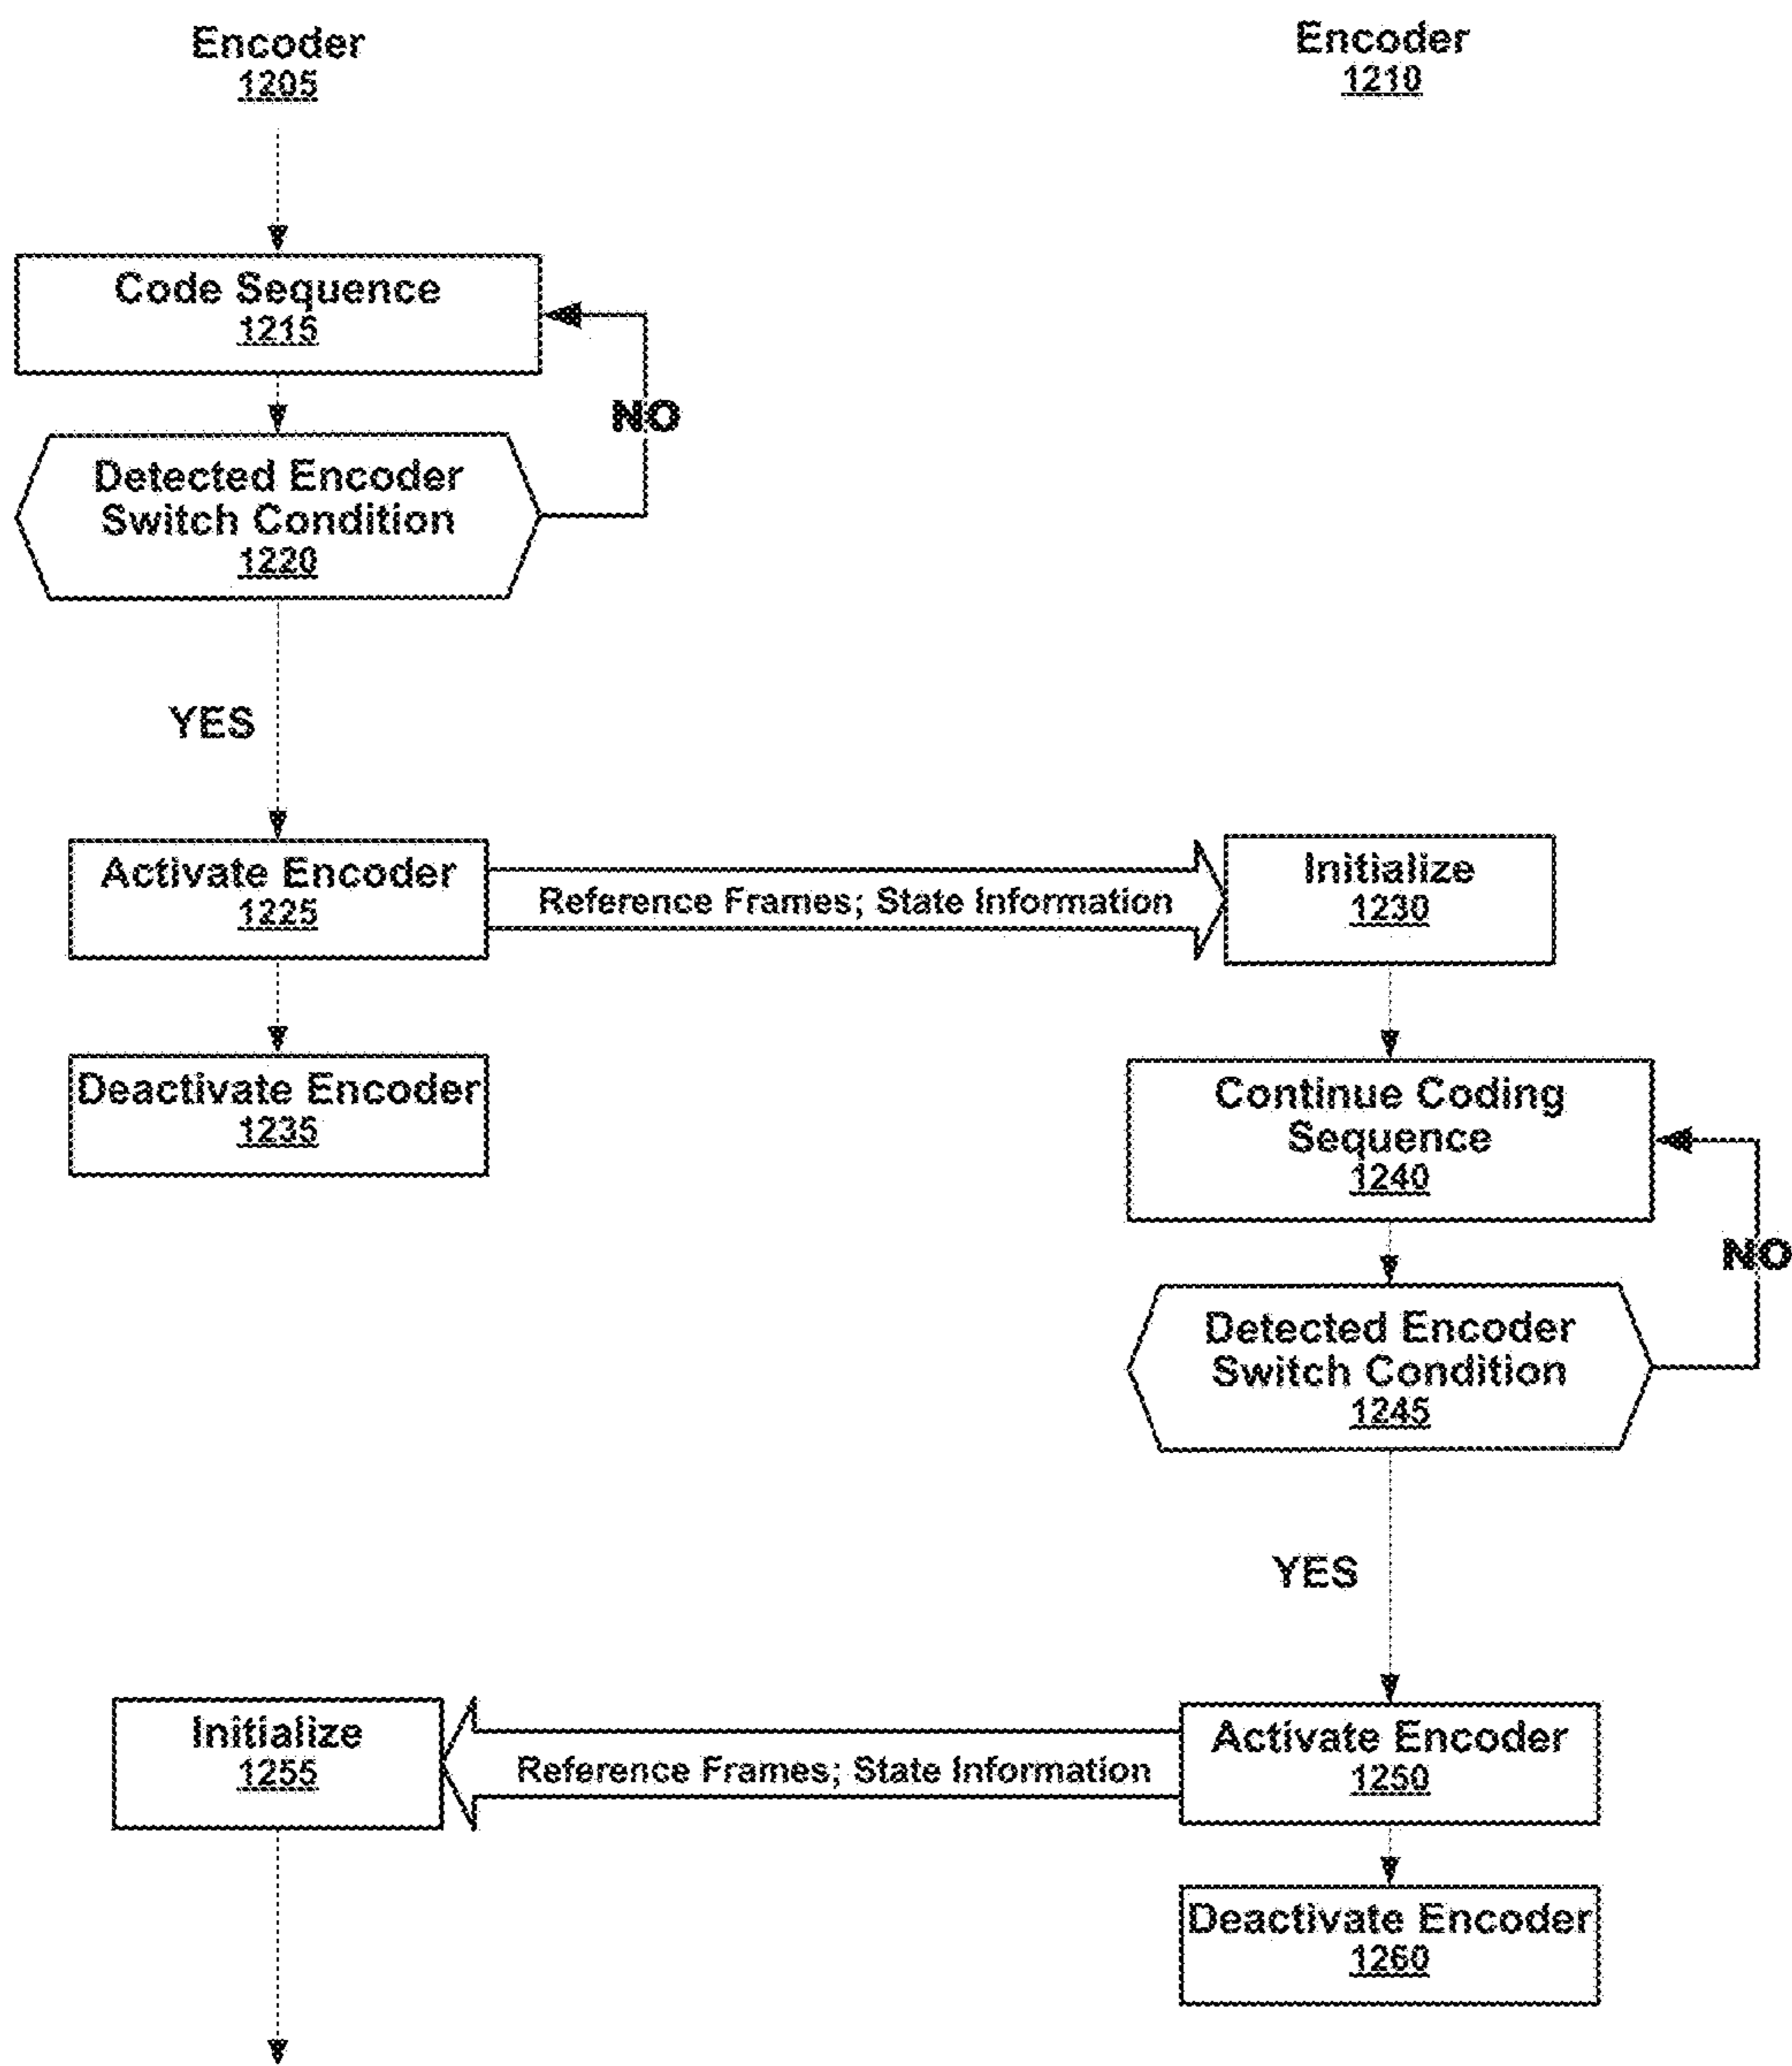 Encoder
1205
Encoder
1210
Code Sequence
1215
NO
Detected Encoder
Switch Condition
1220
YES
Activate Encoder
1225
Reference Frames; State Information
Initialize
1230
Deactivate Encoder
1235
Continue Coding
Sequence
1240
NO
Detected Encoder
Switch Condition
1245
YES
Initialize
1255
Reference Frames; State Information
Activate Encoder
1250
Deactivate Encoder
1260